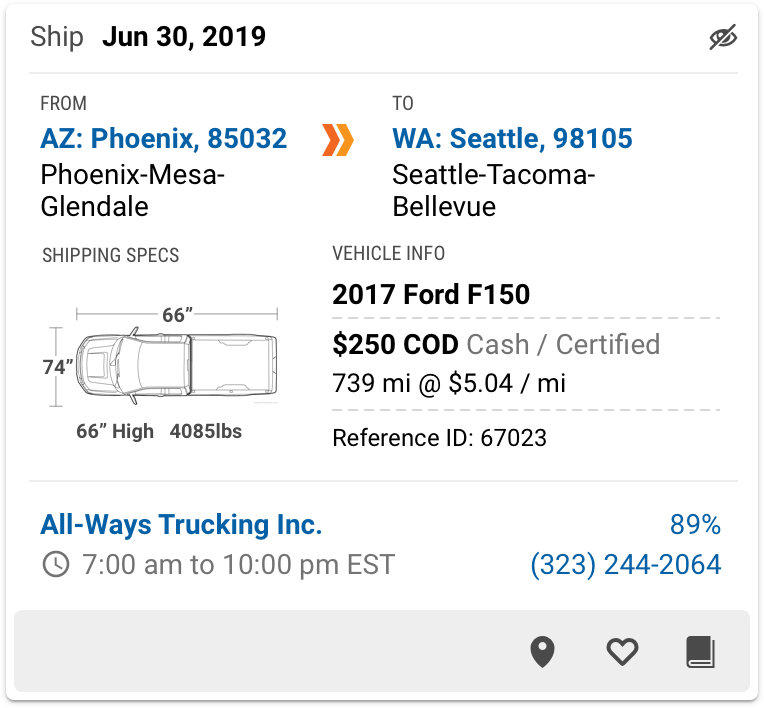 Ship Jun 30, 2019
FROM
AZ: Phoenix, 85032
Phoenix-Mesa-
Glendale
TO
WA: Seattle, 98105
Seattle-Tacoma-
Bellevue
SHIPPING SPECS
66”
74”
66” High 4085lbs
VEHICLE INFO
2017 Ford F150
$250 COD Cash / Certified
739 mi @ $5.04 / mi
Reference ID: 67023
All-Ways Trucking Inc. 89%
7:00 am to 10:00 pm EST (323) 244-2064